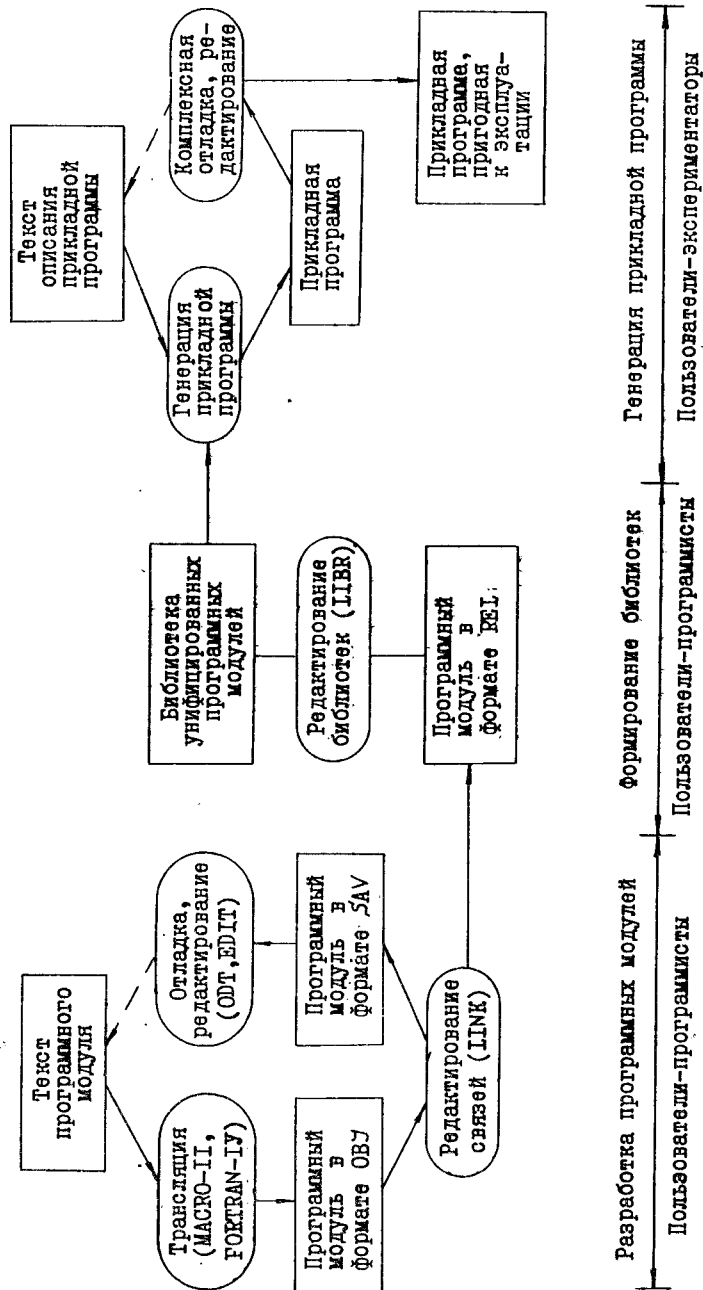 Текст
программного
модуля
Трансляция
(MACRO-II,
FORTRAN-IУ)
Отладка,
редактирование
(ODT,EDIT)
Программный
модуль в
формате OBJ
Программный
модуль в
формате SAV
Редактирование
связей (LINK)
Библиотека
унифицированных
программных
модулей
Редактирование
библиотек (LIBR)
Программный
модуль в
формате REL
Текст
описания
прикладной
программы
Генерация
прикладной
программы
Комплексная
отладка, ре-
дактирование
Прикладная
программа
Прикладная
программа,
пригодная
к эксплуа-
тации
Разработка программных модулей
Формирование библиотек
Генерация прикладной программы
Пользователи-программисты
Пользователи-программисты
Пользователи-экспериментаторы